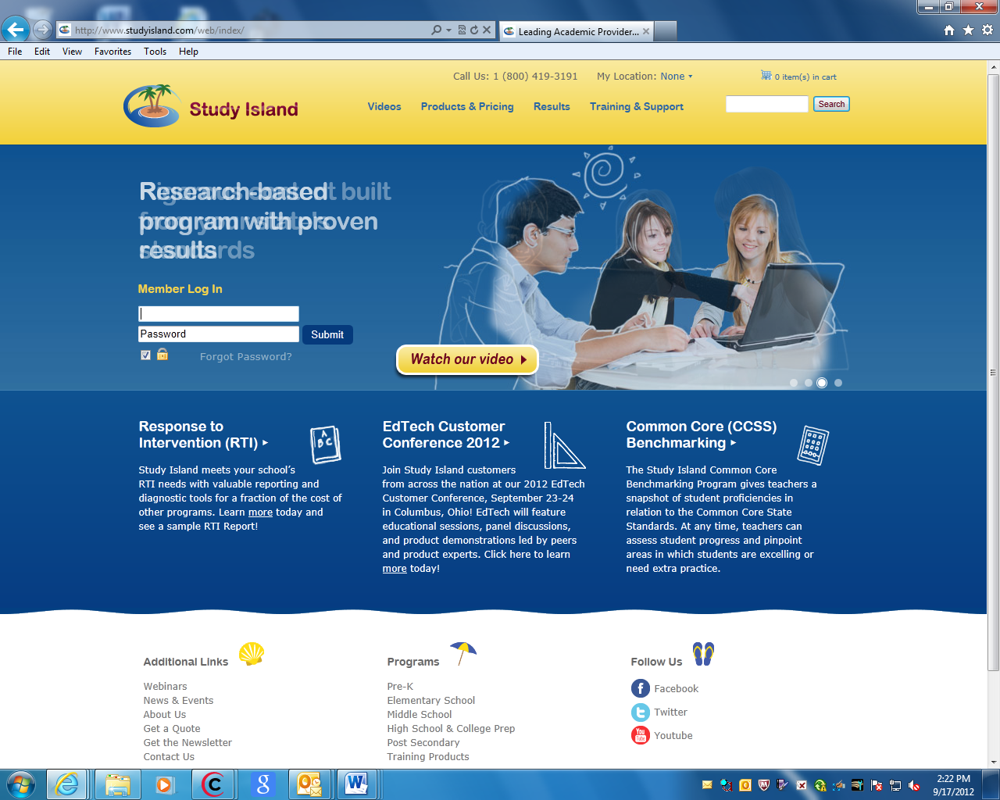 http://www.studyisland.com/web/index/
Leading Academic Provider...
File Edit View Favorites Tools Help
Call Us: 1 (800) 419-3191 My Location: None 0 item(s) in cart
Study Island
Videos Products & Pricing Results Training & Support Search
Research-based
program with proven
results
built
standards
Member Log In
Password
Submit
Forgot Password?
Watch our video
Response to
Intervention (RTI)
Study Island meets your school's
RTI needs with valuable reporting and
diagnostic tools for a fraction of the cost of
other programs. Learn more today and
see a sample RTI Report!
A
B C
EdTech Customer
Conference 2012
Join Study Island customers
from across the nation at our 2012 EdTech
Customer Conference, September 23-24
in Columbus, Ohio! EdTech will feature
educational sessions, panel discussions,
and product demonstrations led by peers
and product experts. Click here to learn
more today!
Common Core (CCSS)
Benchmarking
The Study Island Common Core
Benchmarking Program gives teachers a
snapshot of student proficiencies in
relation to the Common Core State
Standards. At any time, teachers can
assess student progress and pinpoint
areas in which students are excelling or
need extra practice.
Additional Links
Webinars
News & Events
About Us
Get a Quote
Get the Newsletter
Contact Us
Programs
Pre-K
Elementary School
Middle School
High School & College Prep
Post Secondary
Training Products
Follow Us
Facebook
Twitter
Youtube
2:22 PM
9/17/2012